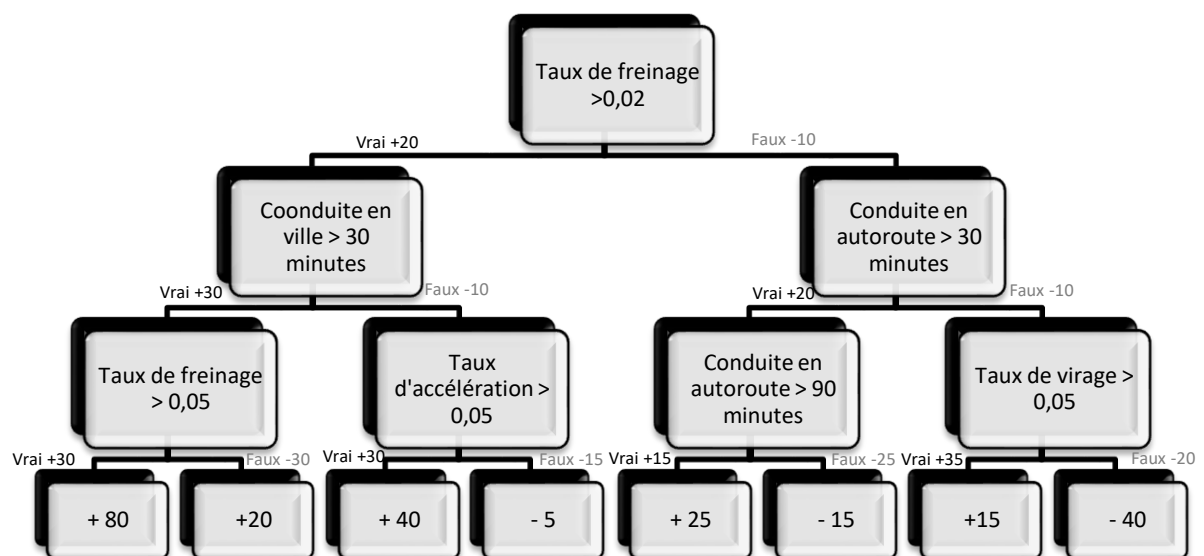 Taux de freinage
>0,02
Vrai +20
Faux -10
Coonduite en
ville > 30
minutes
Conduite en
autoroute > 30
minutes
Vrai +30
Faux -10
Vrai +20
Faux -10
Taux de freinage
> 0,05
Taux
d'accélération >
0,05
Conduite en
autoroute > 90
minutes
Taux de virage >
0,05
Vrai +30
Faux -30
Vrai +30
Faux -15
Vrai +15
Faux -25
Vrai +35
Faux -20
+ 80
+20
+ 40
- 5
+ 25
- 15
+15
- 40